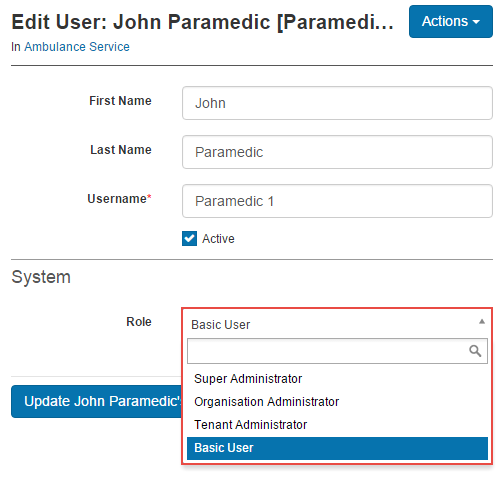 Edit User: John Paramedic [Paramedi...
Actions
In Ambulance Service
First Name
John
Last Name
Paramedic
Username*
Paramedic 1
Active
System
Role
Basic User
Super Administrator
Organisation Administrator
Tenant Administrator
Basic User
Update John Paramedic's